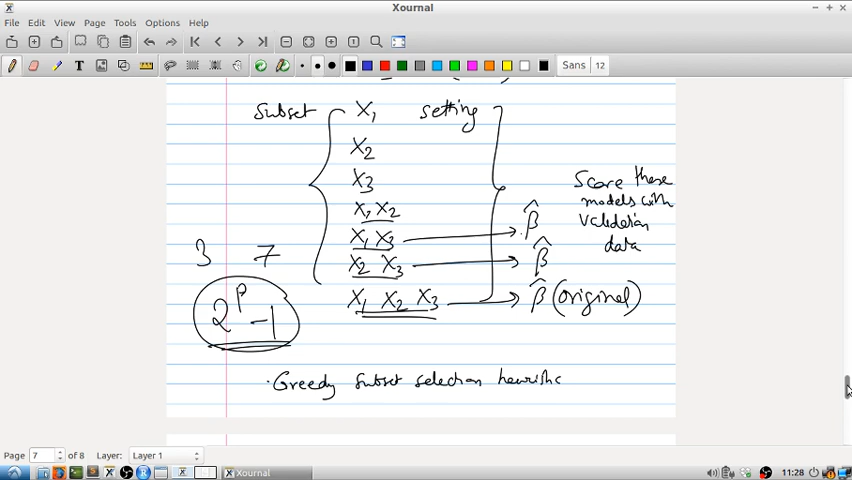 Xournal
File Edit View Page Tools Options Help
Sans 12
Subset X1 setting
X2
X3
X1 X2
X1 X3 β̂
X2 X3 β̂
X1 X2 X3 β̂ (original)
Score these
models with
validation
data
3 7
2^p -1
· Greedy subset selection heuristic
Page 7 of 8 Layer: Layer 1
Xournal 11:28